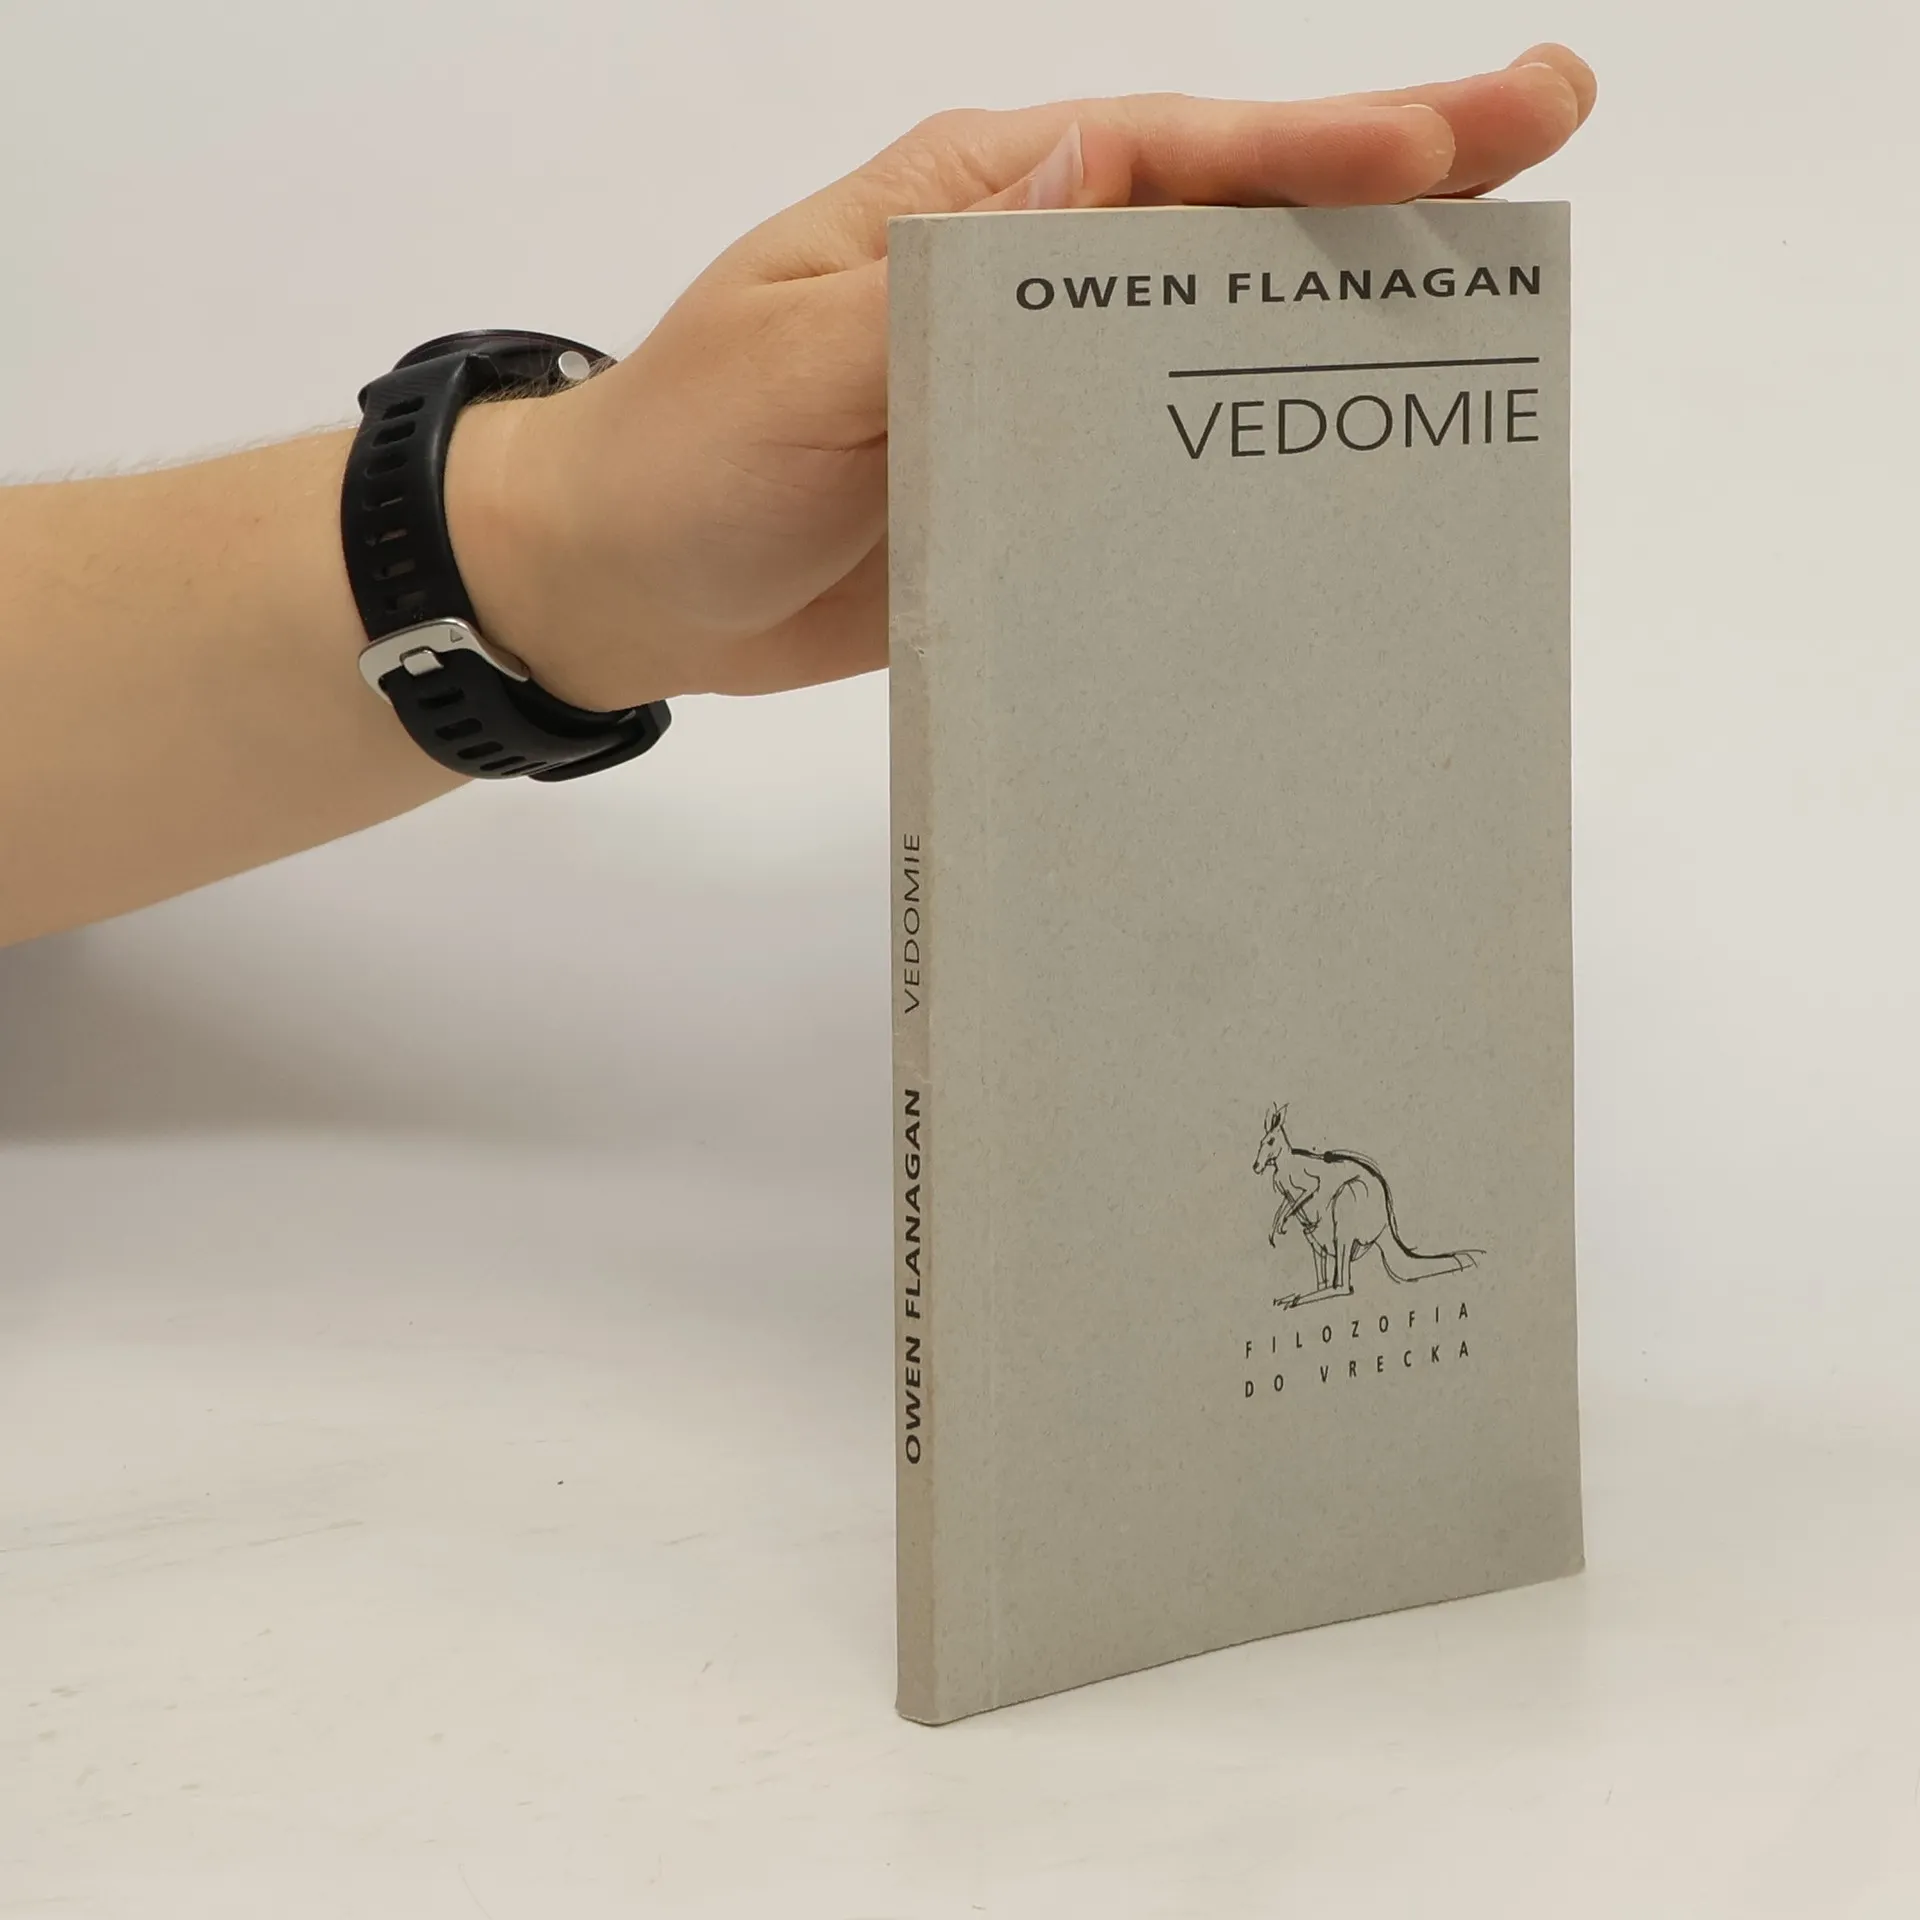 OWEN FLANAGAN
VEDOMIE
FILOZOFIA
DO VRECKA
OWEN FLANAGAN VEDOMIE